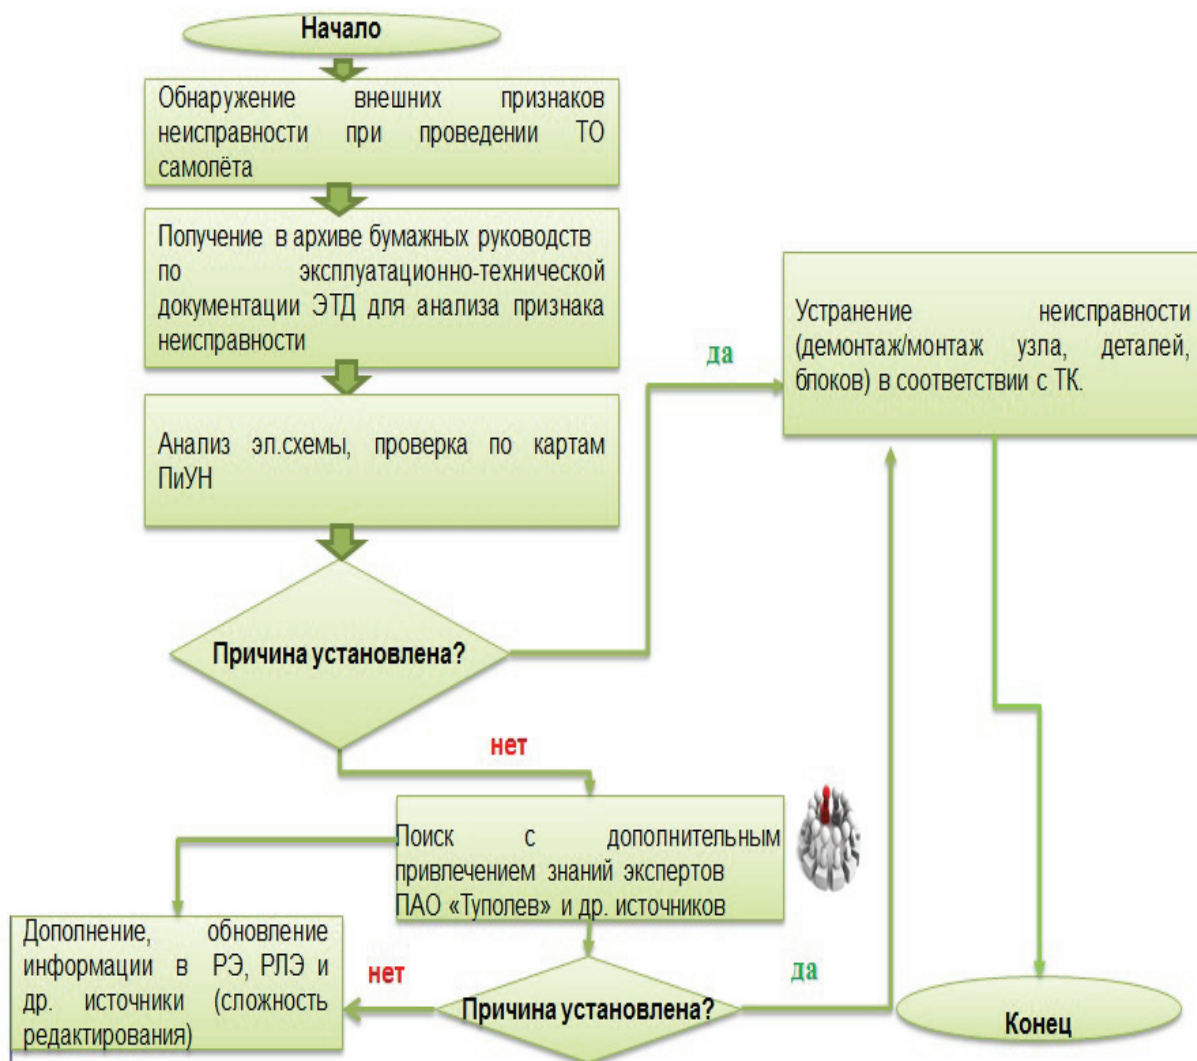 Начало
Обнаружение внешних признаков
неисправности при проведении ТО
самолёта
Получение в архиве бумажных руководств
по эксплуатационно-технической
документации ЭТД для анализа признака
неисправности
Анализ эл.схемы, проверка по картам
ПиУН
Причина установлена?
да
Устранение неисправности
(демонтаж/монтаж узла, деталей,
блоков) в соответствии с ТК.
нет
Поиск с дополнительным
привлечением знаний экспертов
ПАО «Туполев» и др. источников
Дополнение, обновление
информации в РЭ, РЛЭ и
др. источники (сложность
редактирования)
нет
Причина установлена?
да
Конец